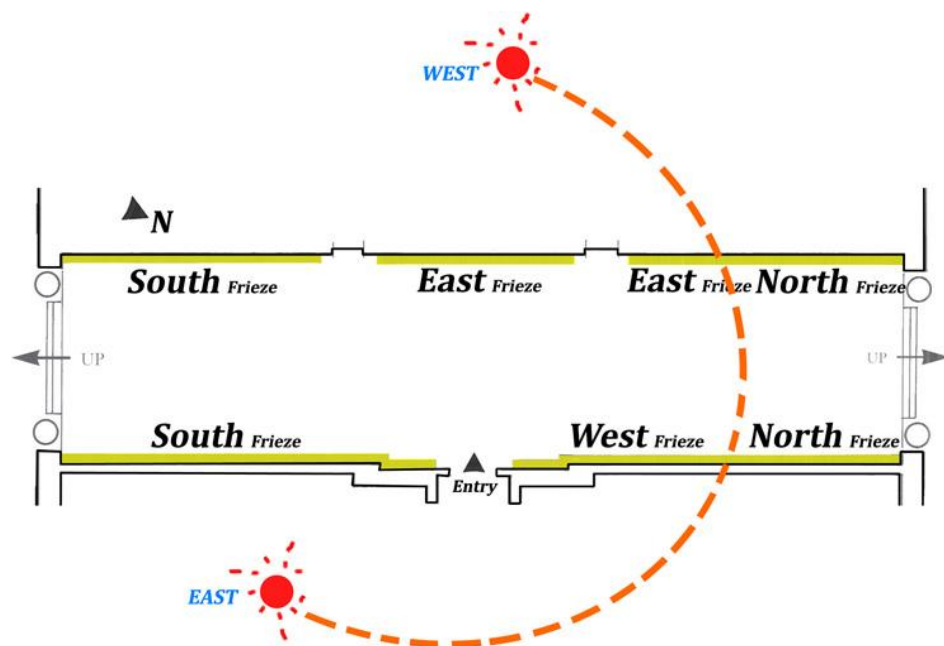 WEST
N
South Frieze
East Frieze
East Frieze North Frieze
UP
UP
South Frieze
West Frieze
North Frieze
Entry
EAST